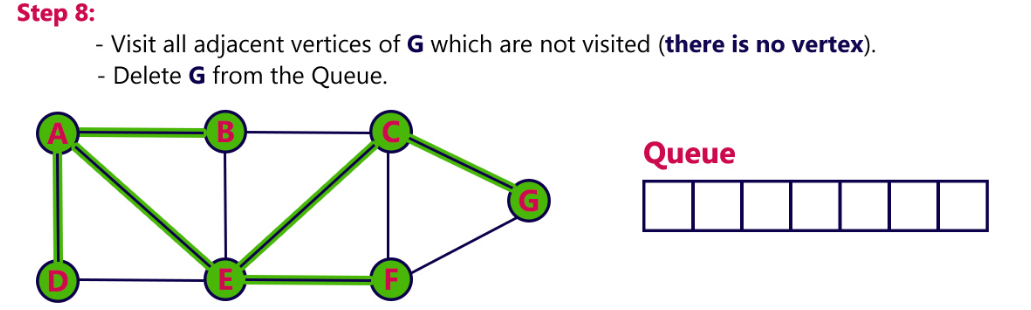 Step 8:
- Visit all adjacent vertices of G which are not visited (there is no vertex).
- Delete G from the Queue.
A
B
C
Queue
G
D
E
F